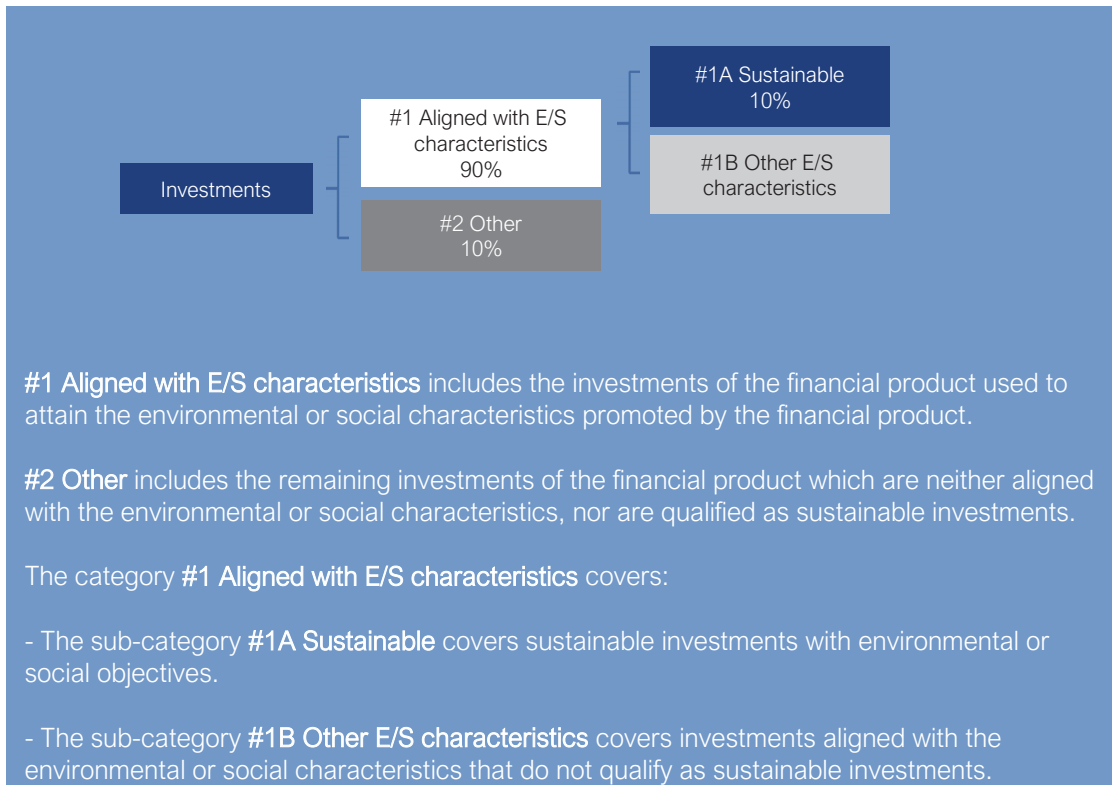 #1A Sustainable
10%
#1 Aligned with E/S
characteristics
90%
#1B Other E/S
characteristics
Investments
#2 Other
10%
#1 Aligned with E/S characteristics includes the investments of the financial product used to
attain the environmental or social characteristics promoted by the financial product.
#2 Other includes the remaining investments of the financial product which are neither aligned
with the environmental or social characteristics, nor are qualified as sustainable investments.
The category #1 Aligned with E/S characteristics covers:
- The sub-category #1A Sustainable covers sustainable investments with environmental or
social objectives.
- The sub-category #1B Other E/S characteristics covers investments aligned with the
environmental or social characteristics that do not qualify as sustainable investments.